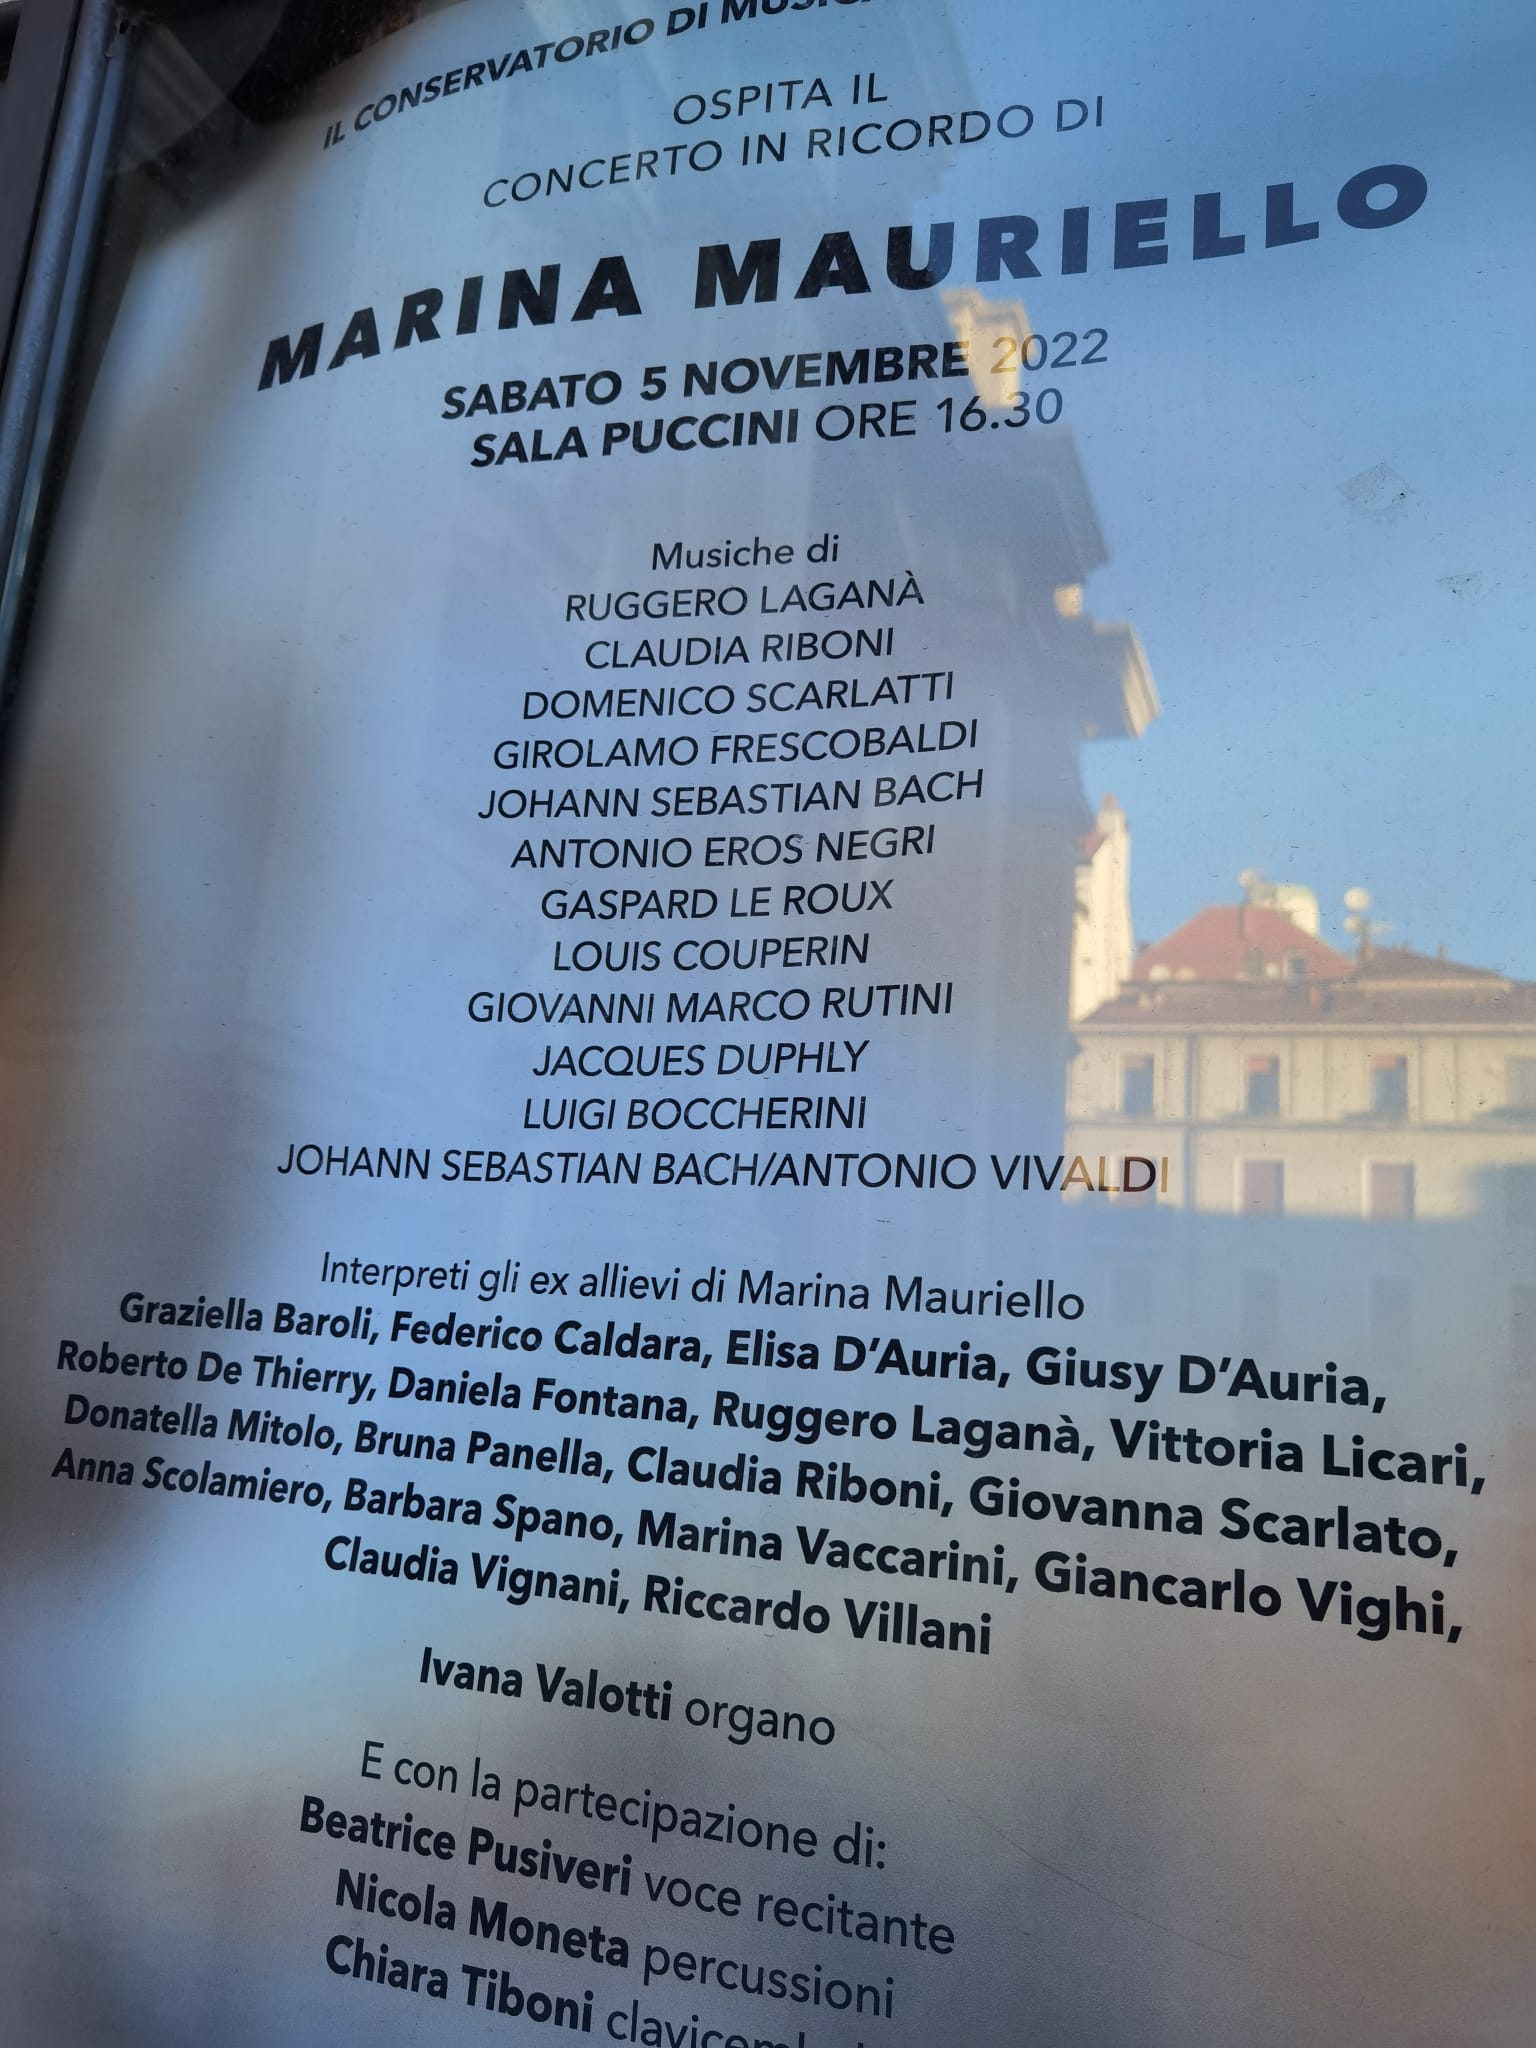 IL CONSERVATORIO DI
OSPITA IL
CONCERTO IN RICORDO DI
MARINA MAURIELLO
SABATO 5 NOVEMBRE 2022
SALA PUCCINI ORE 16.30
Musiche di
RUGGERO LAGANÀ
CLAUDIA RIBONI
DOMENICO SCARLATTI
GIROLAMO FRESCOBALDI
JOHANN SEBASTIAN BACH
ANTONIO EROS NEGRI
GASPARD LE ROUX
LOUIS COUPERIN
GIOVANNI MARCO RUTINI
JACQUES DUPHLY
LUIGI BOCCHERINI
JOHANN SEBASTIAN BACH/ANTONIO VIVALDI
Interpreti gli ex allievi di Marina Mauriello
Graziella Baroli, Federico Caldara, Elisa D'Auria, Giusy D'Auria,
Roberto De Thierry, Daniela Fontana, Ruggero Laganà, Vittoria Licari,
Donatella Mitolo, Bruna Panella, Claudia Riboni, Giovanna Scarlato,
Anna Scolamiero, Barbara Spano, Marina Vaccarini, Giancarlo Vighi,
Claudia Vignani, Riccardo Villani
Ivana Valotti organo
E con la partecipazione di:
Beatrice Pusiveri voce recitante
Nicola Moneta percussioni
Chiara Tiboni